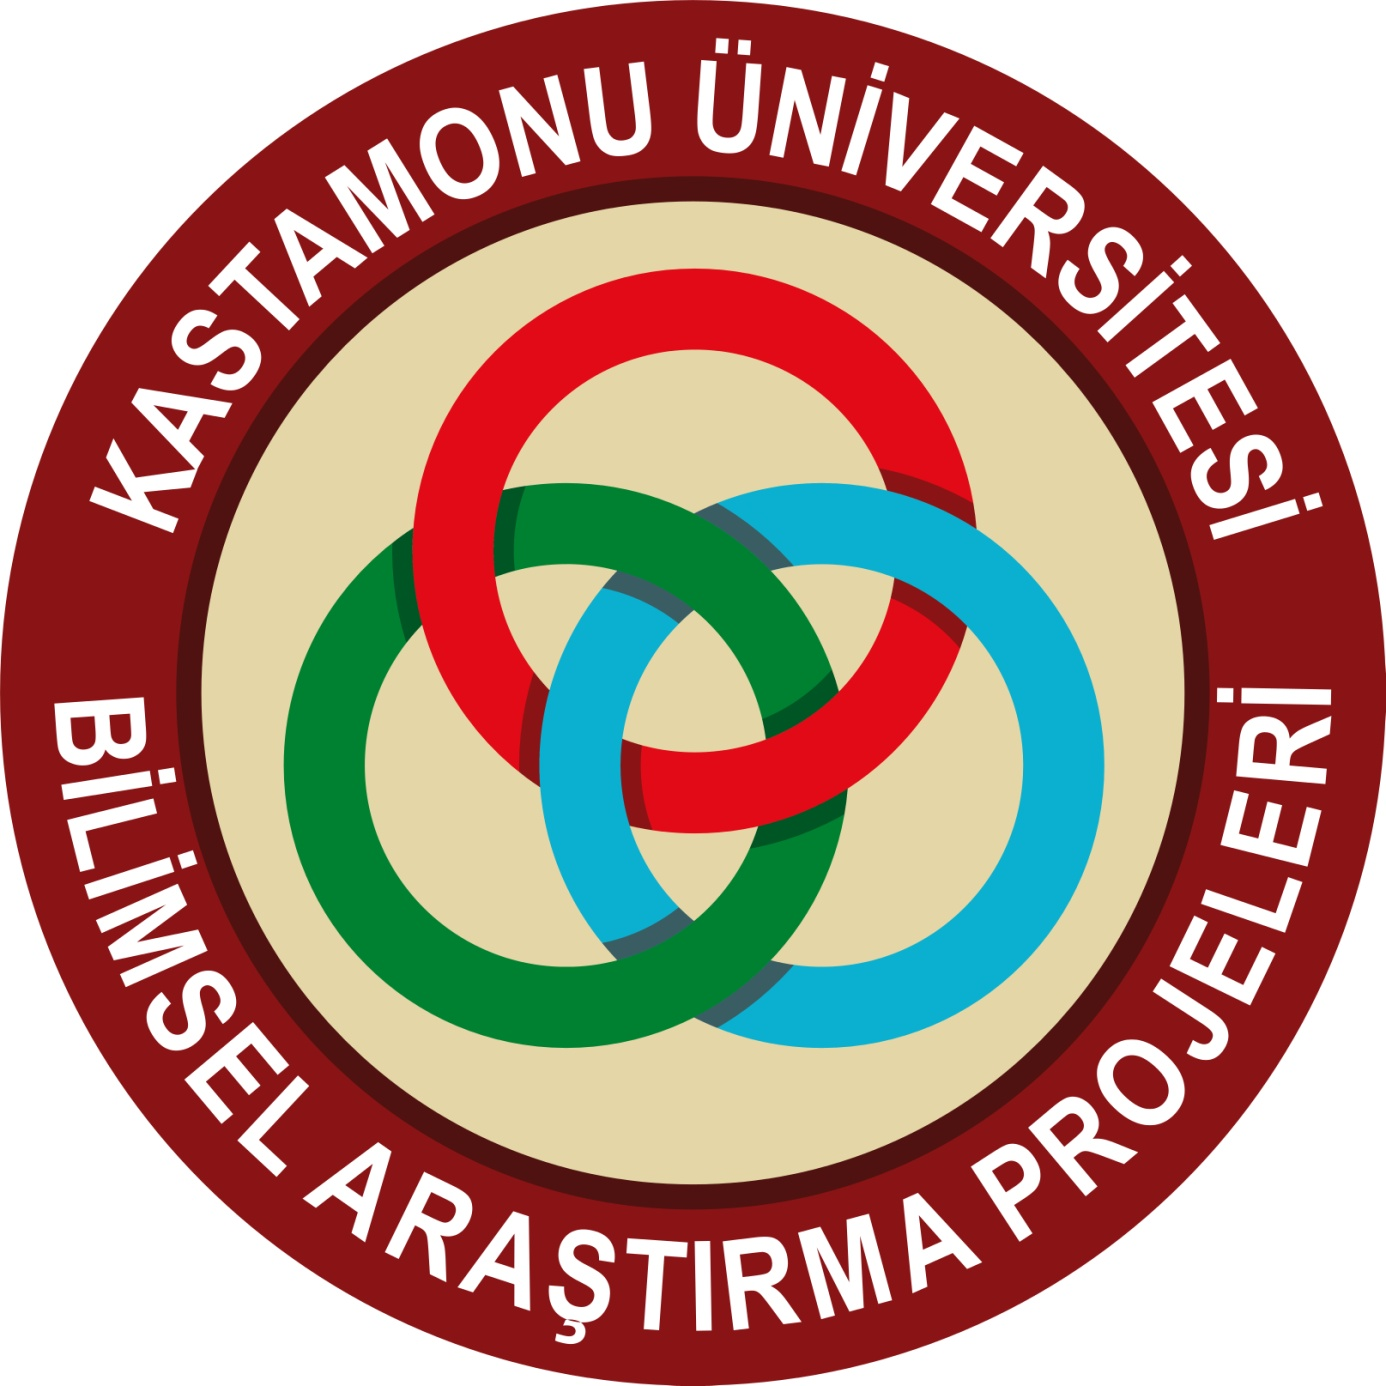 KASTAMONU ÜNİVERSİTESİ
BİLİMSEL ARAŞTIRMA PROJELERİ